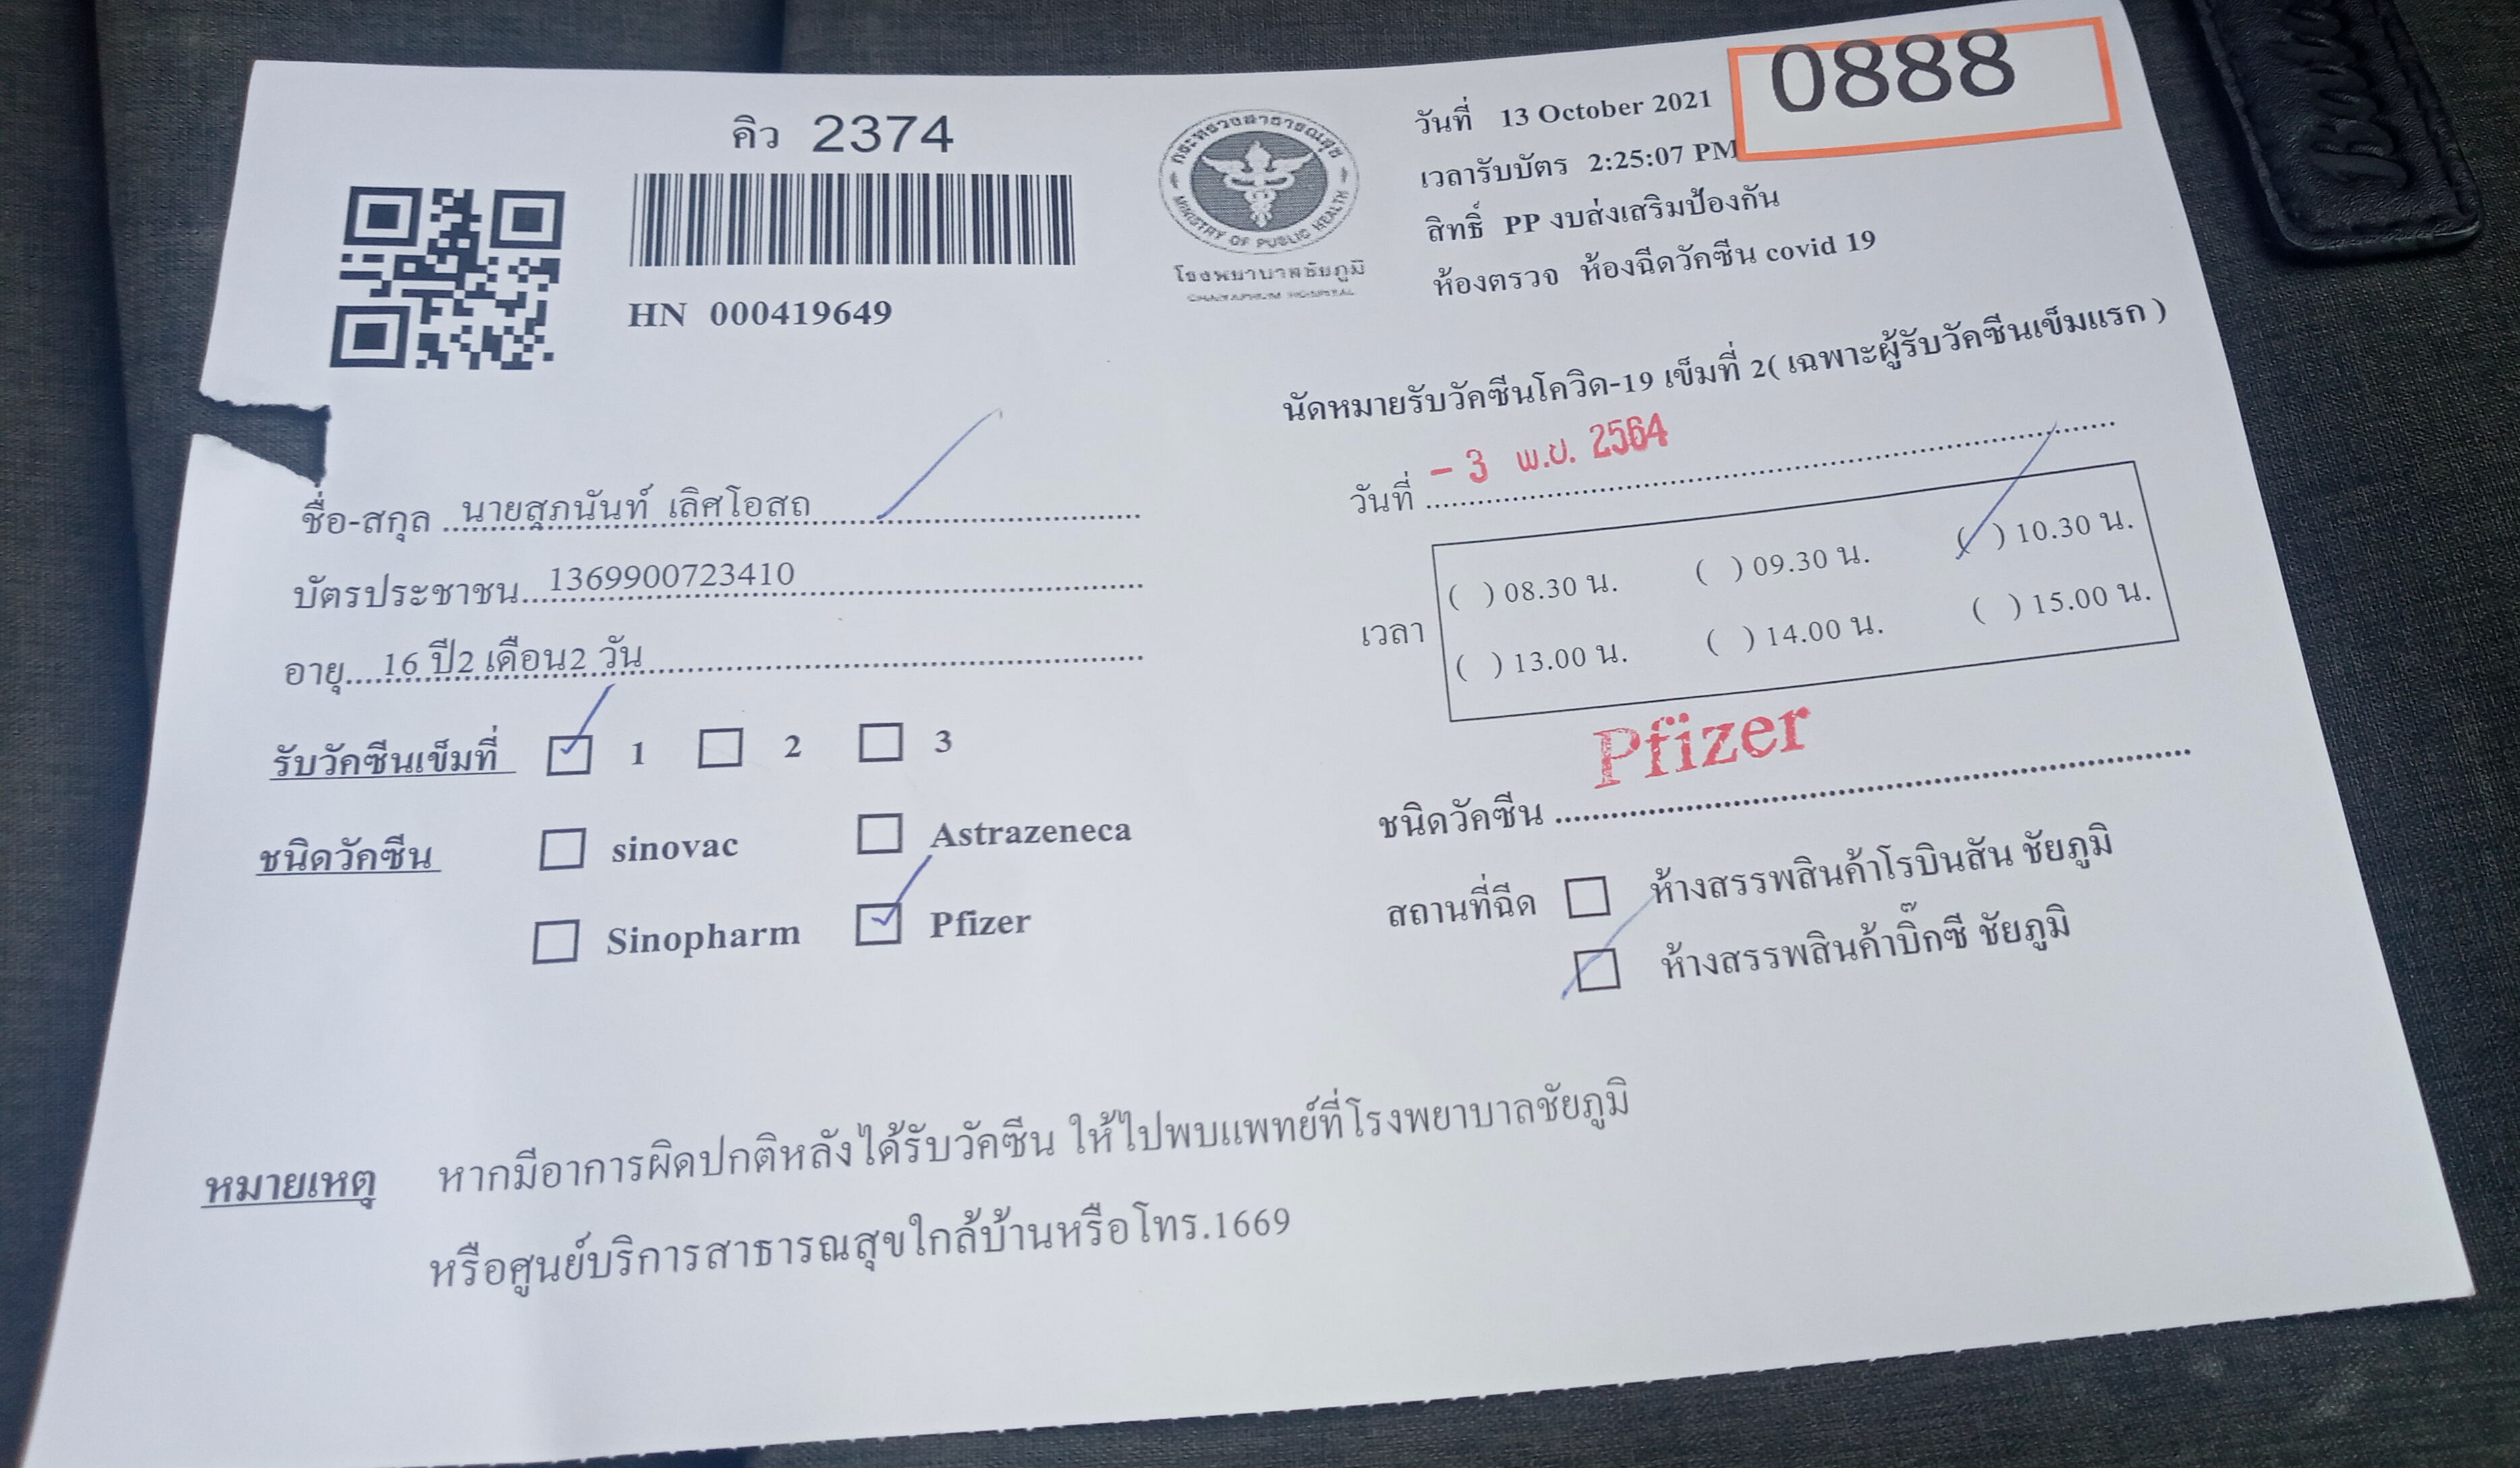 0888
คิว 2374
HN 000419649
กระทรวงสาธารณสุข
MINISTRY OF PUBLIC HEALTH
โรงพยาบาลชัยภูมิ
CHAIYAPHUM HOSPITAL
วันที่ 13 October 2021
เวลารับบัตร 2:25:07 PM
สิทธิ์ PP งบส่งเสริมป้องกัน
ห้องตรวจ ห้องฉีดวัคซีน covid 19
ชื่อ-สกุล นายสุภนันท์ เลิศโอสถ
บัตรประชาชน 1369900723410
อายุ 16 ปี2 เดือน2 วัน
รับวัคซีนเข็มที่ 1 2 3
ชนิดวัคซีน sinovac Astrazeneca
Sinopharm Pfizer
นัดหมายรับวัคซีนโควิด-19 เข็มที่ 2( เฉพาะผู้รับวัคซีนเข็มแรก )
วันที่ - 3 พ.ย. 2564
เวลา
( ) 08.30 น. ( ) 09.30 น. ( ) 10.30 น.
( ) 13.00 น. ( ) 14.00 น. ( ) 15.00 น.
ชนิดวัคซีน Pfizer
สถานที่ฉีด ห้างสรรพสินค้าโรบินสัน ชัยภูมิ
ห้างสรรพสินค้าบิ๊กซี ชัยภูมิ
หมายเหตุ หากมีอาการผิดปกติหลังได้รับวัคซีน ให้ไปพบแพทย์ที่โรงพยาบาลชัยภูมิ
หรือศูนย์บริการสาธารณสุขใกล้บ้านหรือโทร.1669